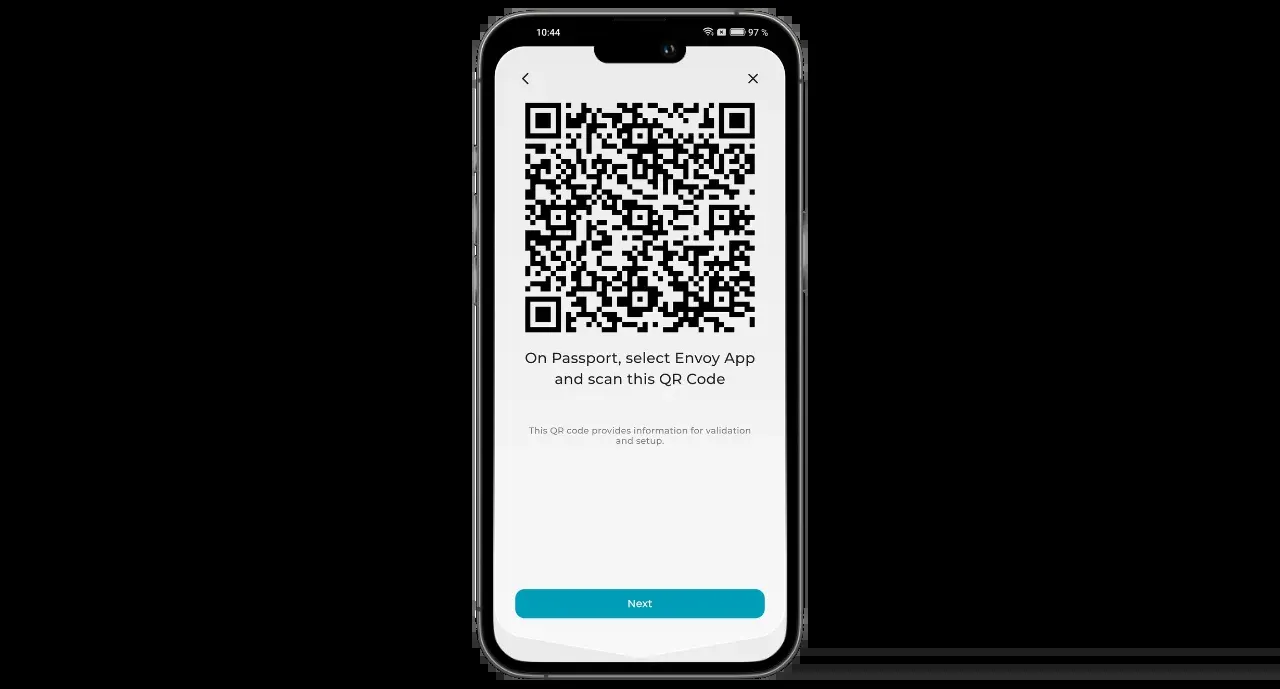 10:44
97 %
On Passport, select Envoy App
and scan this QR Code
This QR code provides information for validation
and setup.
Next